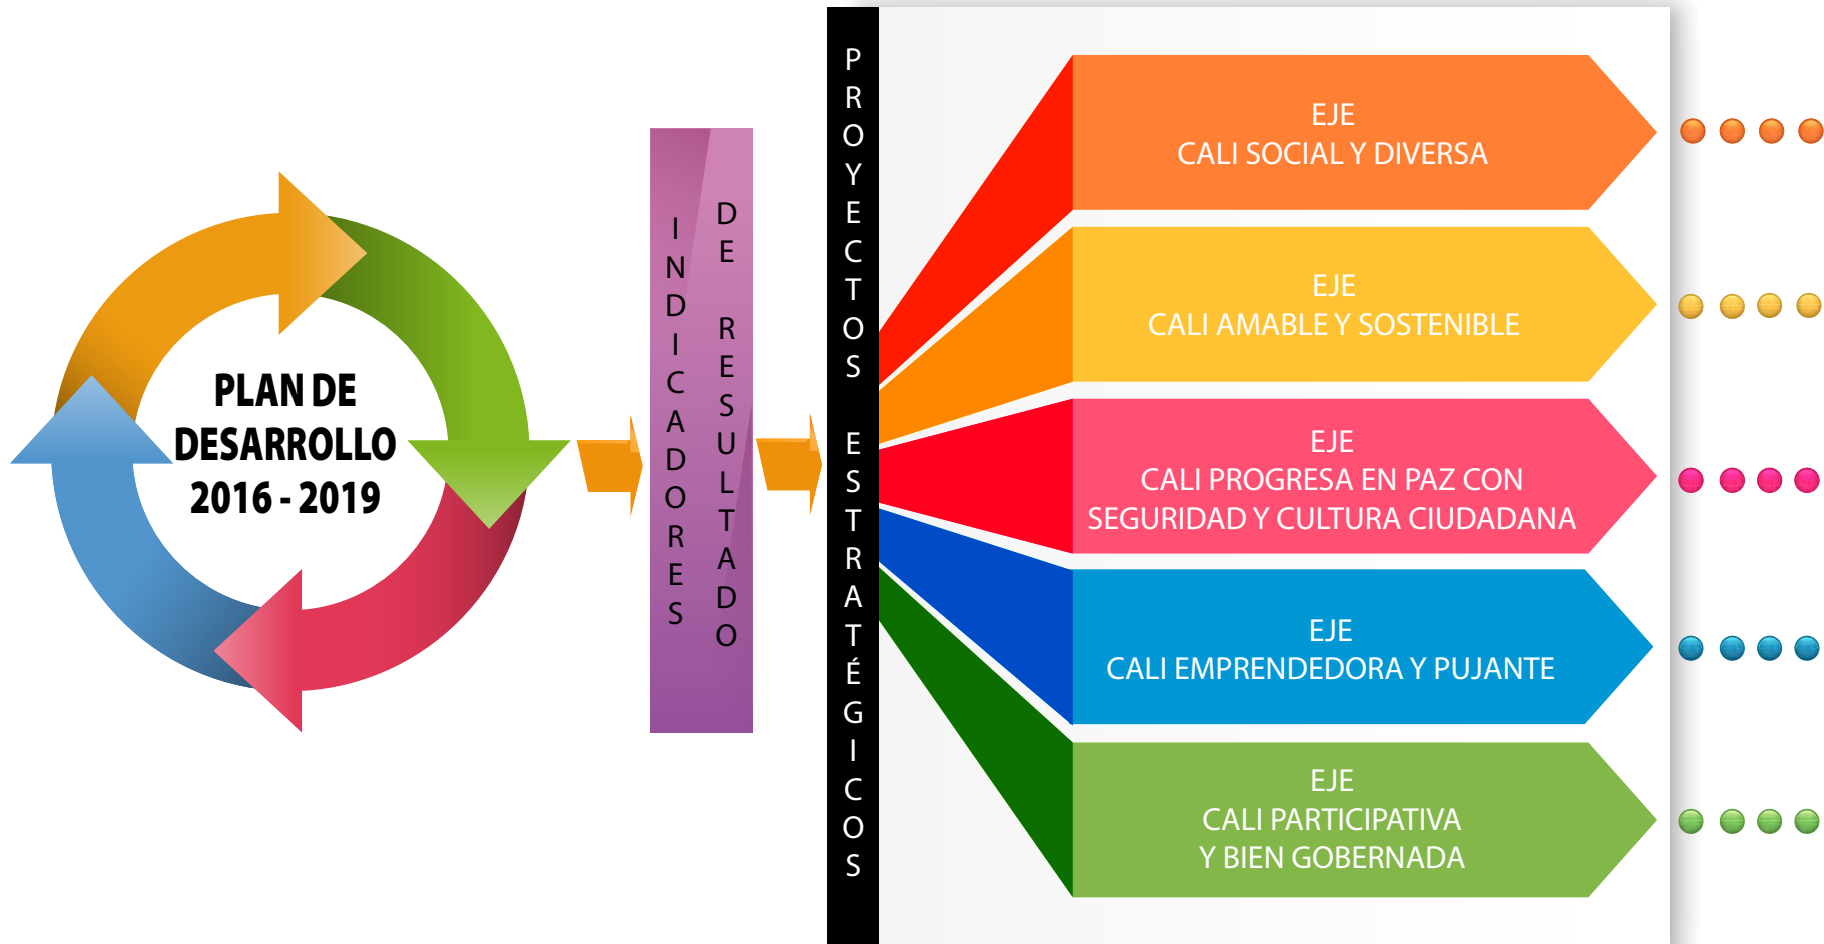 PLAN DE
DESARROLLO
2016 - 2019
INDICADORES
DE RESULTADO
PROYECTOS ESTRATÉGICOS
EJE
CALI SOCIAL Y DIVERSA
EJE
CALI AMABLE Y SOSTENIBLE
EJE
CALI PROGRESA EN PAZ CON
SEGURIDAD Y CULTURA CIUDADANA
EJE
CALI EMPRENDEDORA Y PUJANTE
EJE
CALI PARTICIPATIVA
Y BIEN GOBERNADA